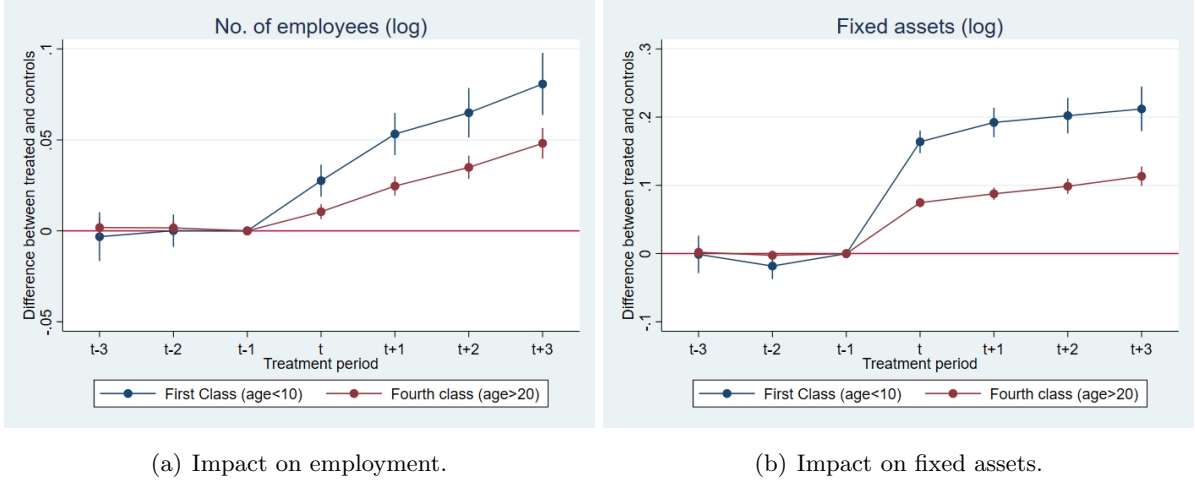 No. of employees (log)
Difference between treated and controls
.1
.05
0
-.05
t-3 t-2 t-1 t t+1 t+2 t+3
Treatment period
First Class (age<10) Fourth class (age>20)
(a) Impact on employment.
Fixed assets (log)
Difference between treated and controls
.3
.2
.1
0
-.1
t-3 t-2 t-1 t t+1 t+2 t+3
Treatment period
First Class (age<10) Fourth class (age>20)
(b) Impact on fixed assets.